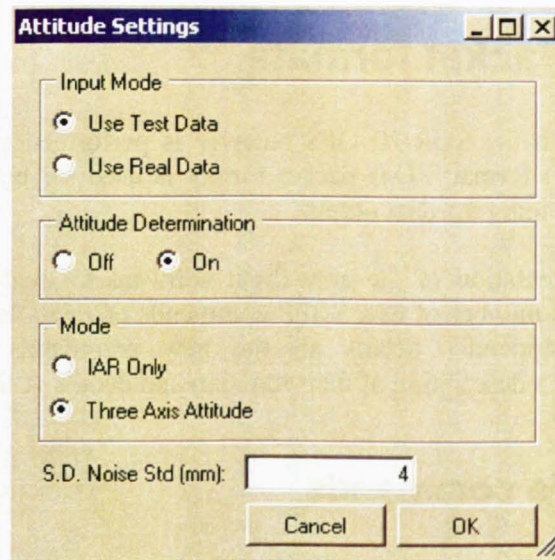 Attitude Settings
Input Mode
Use Test Data
Use Real Data
Attitude Determination
Off On
Mode
IAR Only
Three Axis Attitude
S.D. Noise Std (mm): 4
Cancel OK